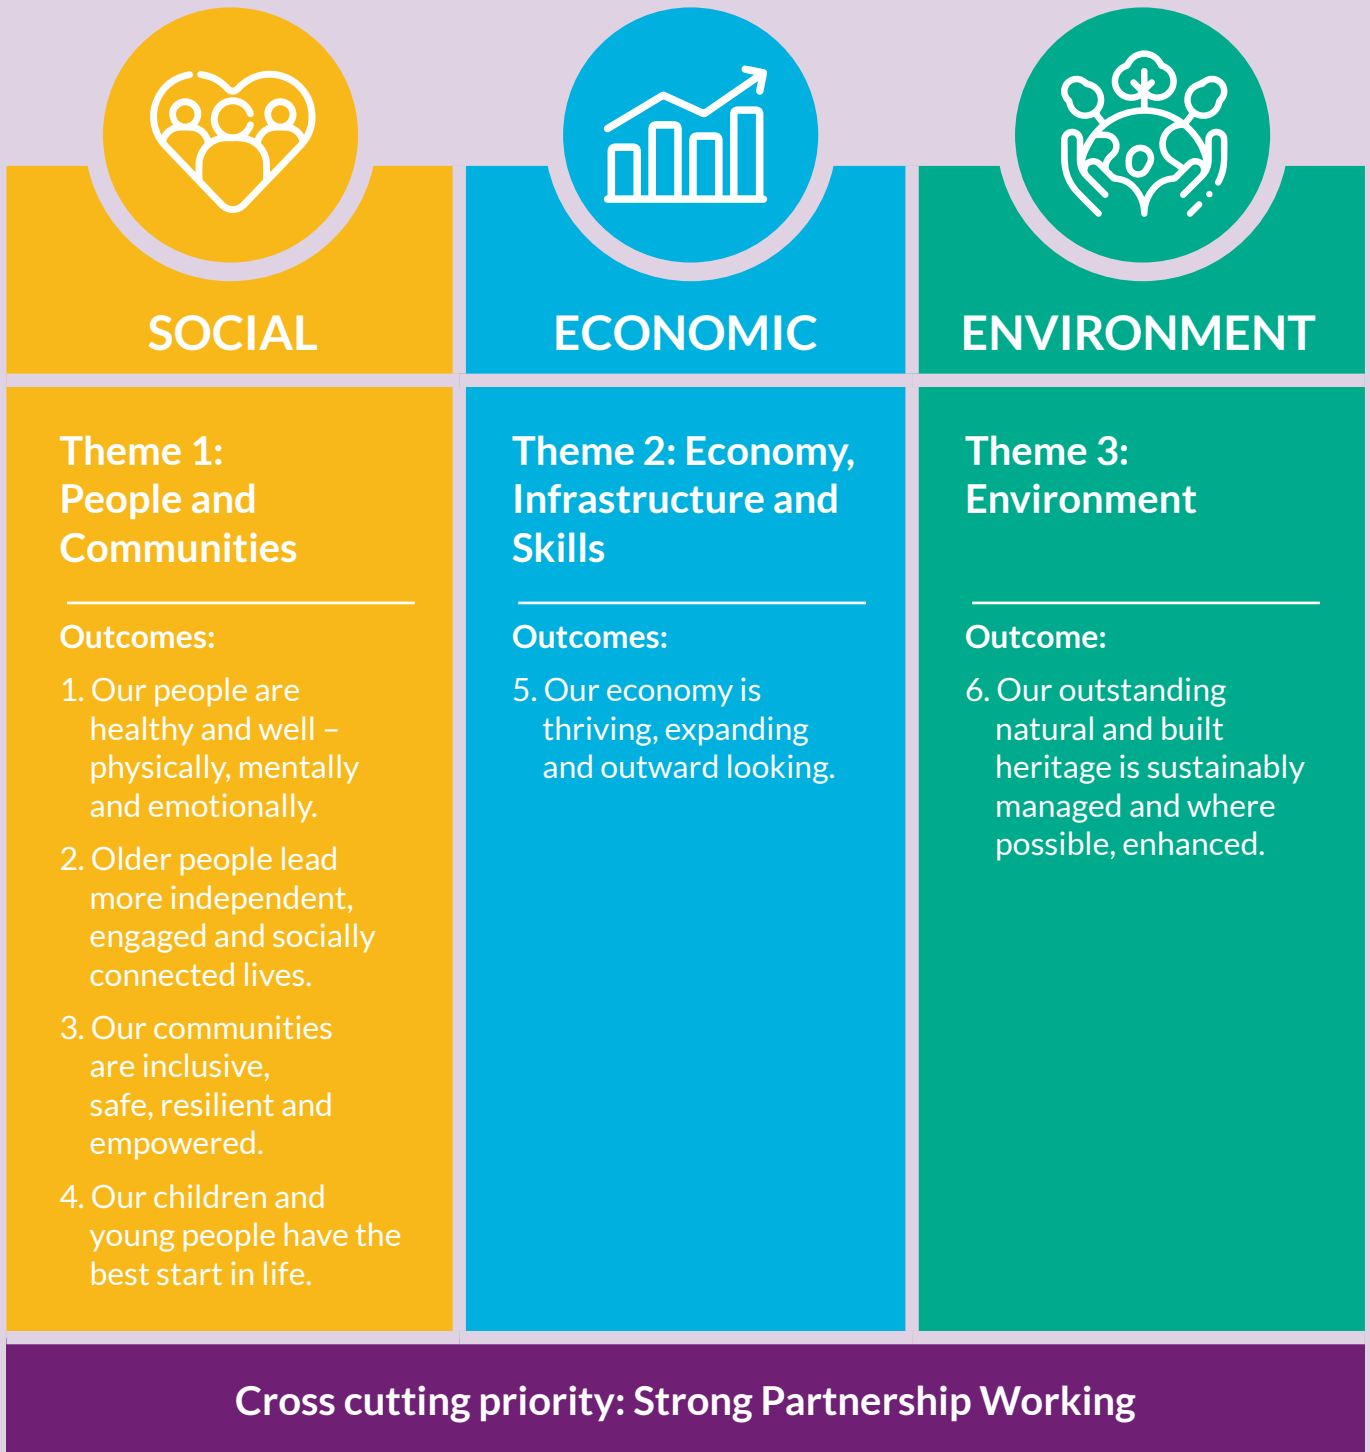 SOCIAL
Theme 1:
People and
Communities
Outcomes:
1. Our people are
healthy and well –
physically, mentally
and emotionally.
2. Older people lead
more independent,
engaged and socially
connected lives.
3. Our communities
are inclusive,
safe, resilient and
empowered.
4. Our children and
young people have the
best start in life.
ECONOMIC
Theme 2: Economy,
Infrastructure and
Skills
Outcomes:
5. Our economy is
thriving, expanding
and outward looking.
ENVIRONMENT
Theme 3:
Environment
Outcome:
6. Our outstanding
natural and built
heritage is sustainably
managed and where
possible, enhanced.
Cross cutting priority: Strong Partnership Working